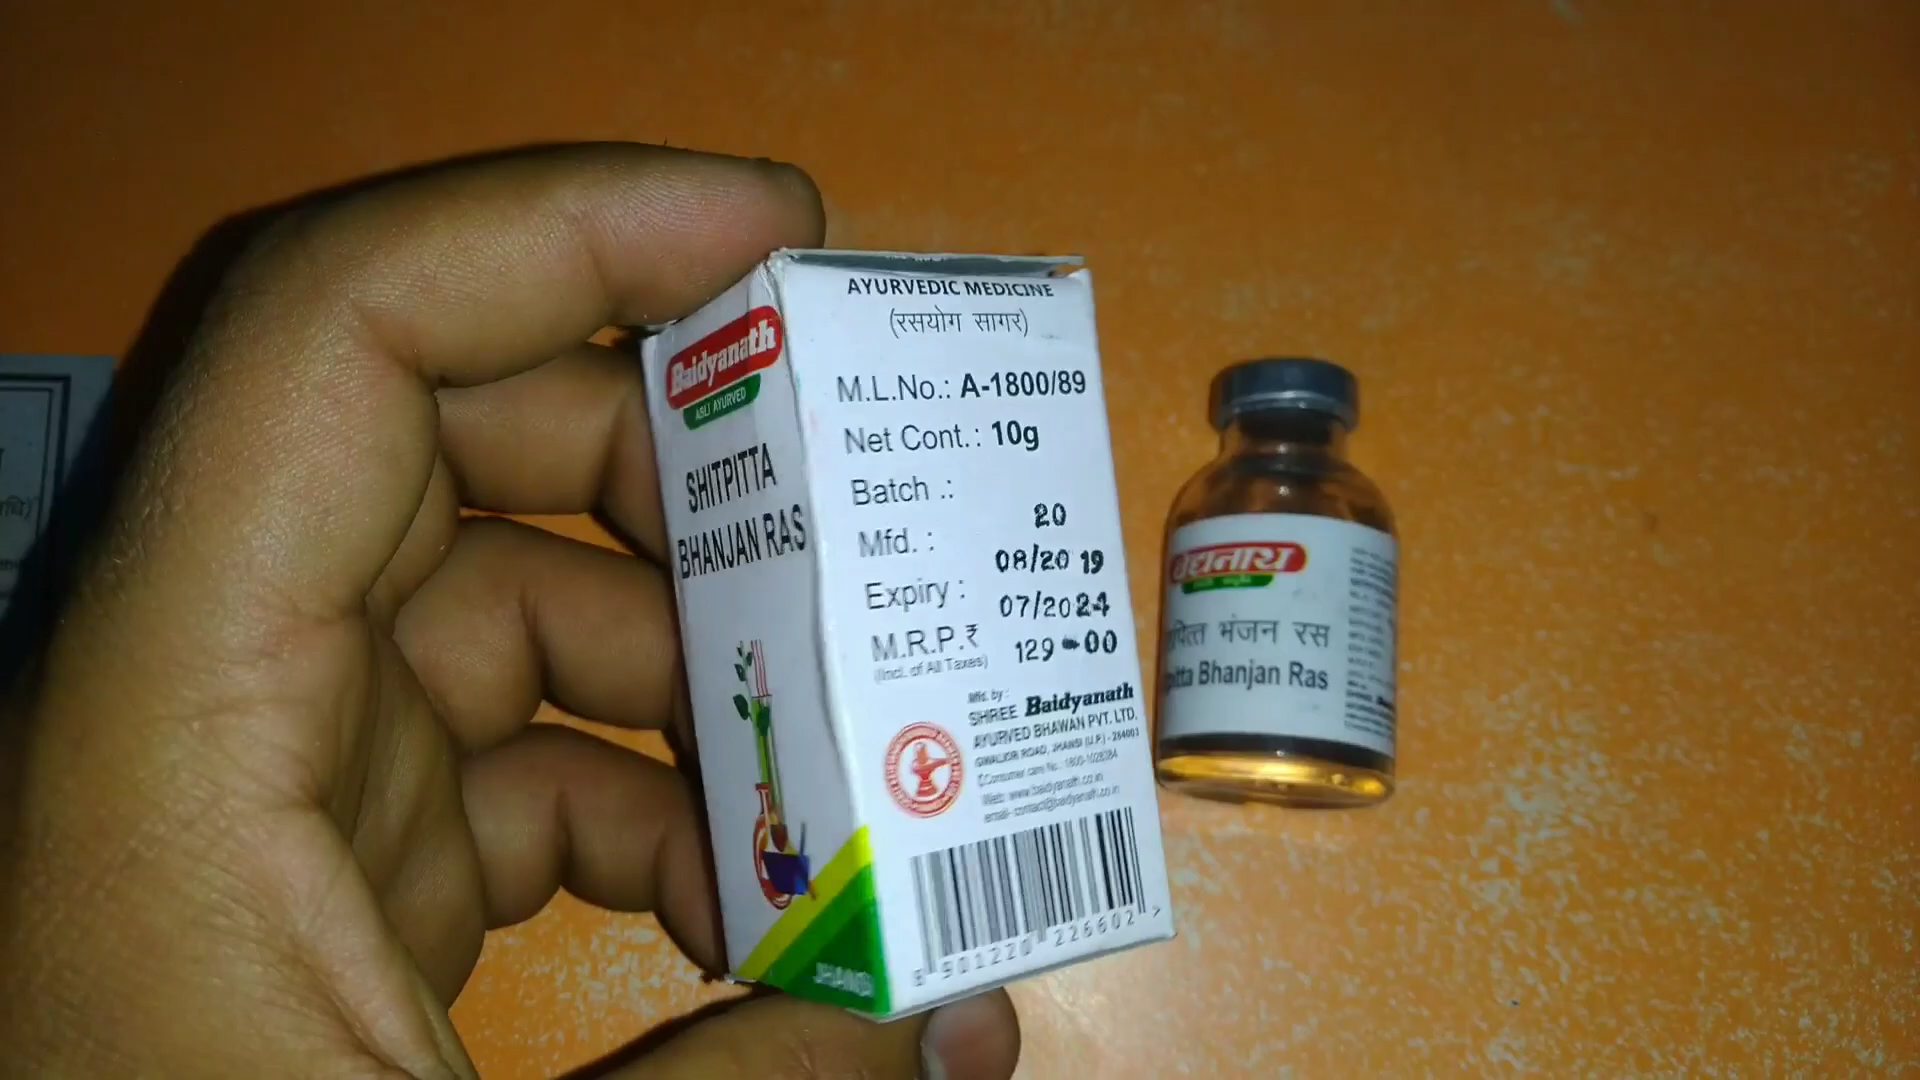 Baidyanath
ASLI AYURVED
SHITPITTA
BHANJAN RAS
JHANSI
AYURVEDIC MEDICINE
(रसयोग सागर)
M.L.No.: A-1800/89
Net Cont.: 10g
Batch .: 20
Mfd. : 08/20 19
Expiry : 07/2024
M.R.P.₹ 129-00
(Incl. of All Taxes)
Mfd. by :
SHREE Baidyanath
AYURVED BHAWAN PVT. LTD.
GWALIOR ROAD, JHANSI (U.P.) - 284003
Consumer care No.: 1800-1028384
Web: www.baidyanath.co.in
email- contact@baidyanath.co.in
8 901220 226602 >
बैद्यनाथ
पित्त भंजन रस
pitta Bhanjan Ras